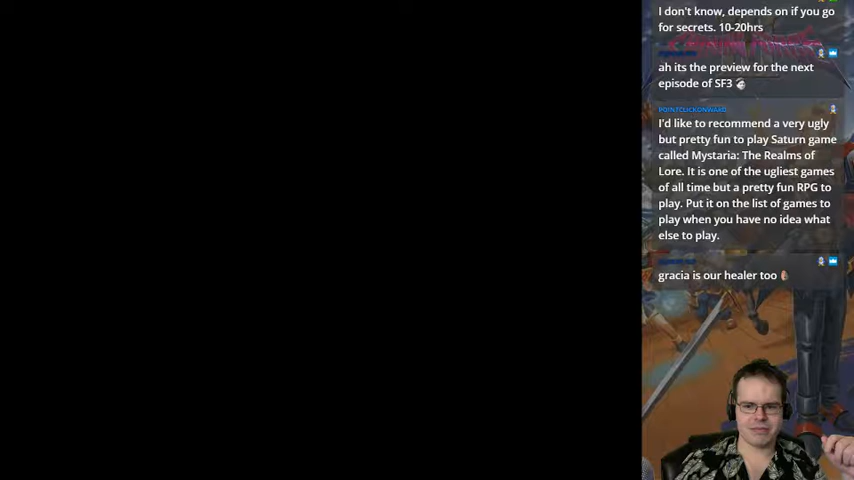 I don't know, depends on if you go
for secrets. 10-20hrs
ah its the preview for the next
episode of SF3
POINTCLICKONWARD
I'd like to recommend a very ugly
but pretty fun to play Saturn game
called Mystaria: The Realms of
Lore. It is one of the ugliest games
of all time but a pretty fun RPG to
play. Put it on the list of games to
play when you have no idea what
else to play.
gracia is our healer too